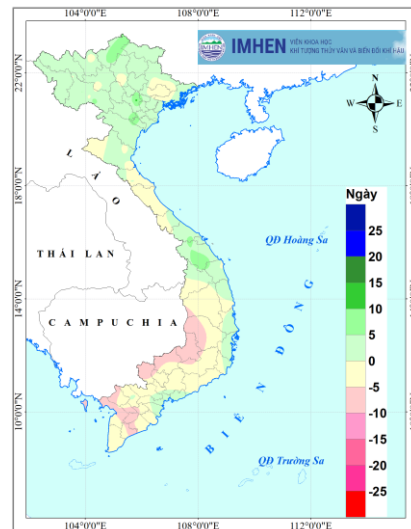 104°0'0"E 108°0'0"E 112°0'0"E
IMHEN VIỆN KHOA HỌC
KHÍ TƯỢNG THỦY VĂN VÀ BIẾN ĐỔI KHÍ HẬU
22°0'0"N
N
W E
S
LÀO
18°0'0"N
Ngày
25
20
15
10
5
0
-5
-10
-15
-20
-25
QĐ Hoàng Sa
THÁI LAN
14°0'0"N
CAMPUCHIA
BIỂN ĐÔNG
10°0'0"N
QĐ Trường Sa
104°0'0"E 108°0'0"E 112°0'0"E